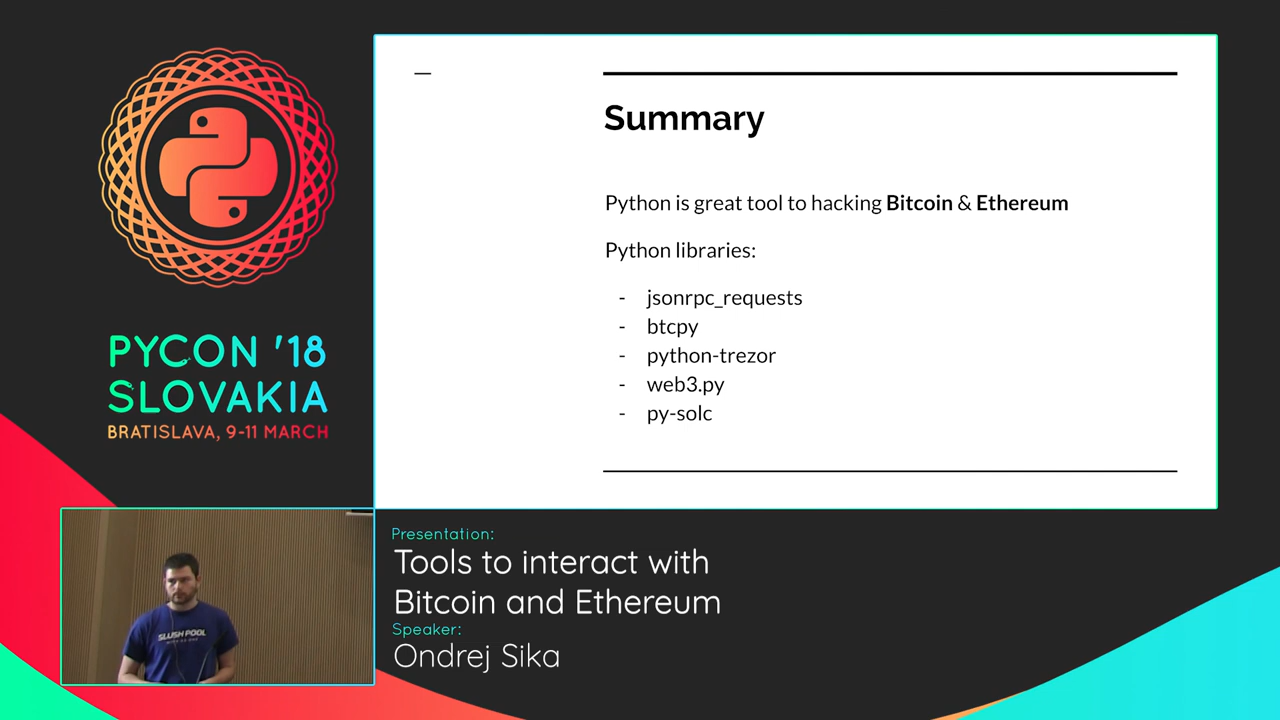 PYCON '18
SLOVAKIA
BRATISLAVA, 9-11 MARCH
Summary
Python is great tool to hacking Bitcoin & Ethereum
Python libraries:
- jsonrpc_requests
- btcpy
- python-trezor
- web3.py
- py-solc
SLUSH POOL
Presentation:
Tools to interact with
Bitcoin and Ethereum
Speaker:
Ondrej Sika